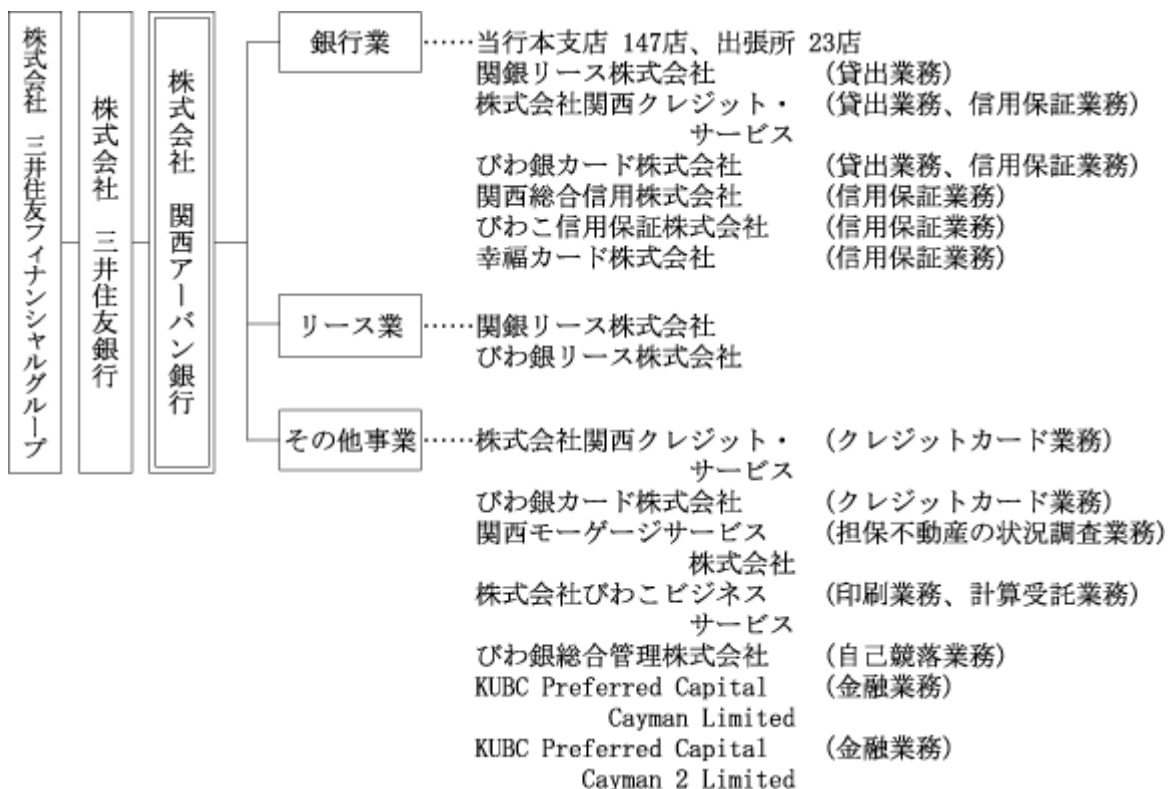 株式会社 三井住友フィナンシャルグループ
株式会社 三井住友銀行
株式会社 関西アーバン銀行
銀行業……当行本支店 147店、出張所 23店
関銀リース株式会社 (貸出業務)
株式会社関西クレジット・ (貸出業務、信用保証業務)
サービス
びわ銀カード株式会社 (貸出業務、信用保証業務)
関西総合信用株式会社 (信用保証業務)
びわこ信用保証株式会社 (信用保証業務)
幸福カード株式会社 (信用保証業務)
リース業……関銀リース株式会社
びわ銀リース株式会社
その他事業……株式会社関西クレジット・ (クレジットカード業務)
サービス
びわ銀カード株式会社 (クレジットカード業務)
関西モーゲージサービス (担保不動産の状況調査業務)
株式会社
株式会社びわこビジネス (印刷業務、計算受託業務)
サービス
びわ銀総合管理株式会社 (自己競落業務)
KUBC Preferred Capital (金融業務)
Cayman Limited
KUBC Preferred Capital (金融業務)
Cayman 2 Limited